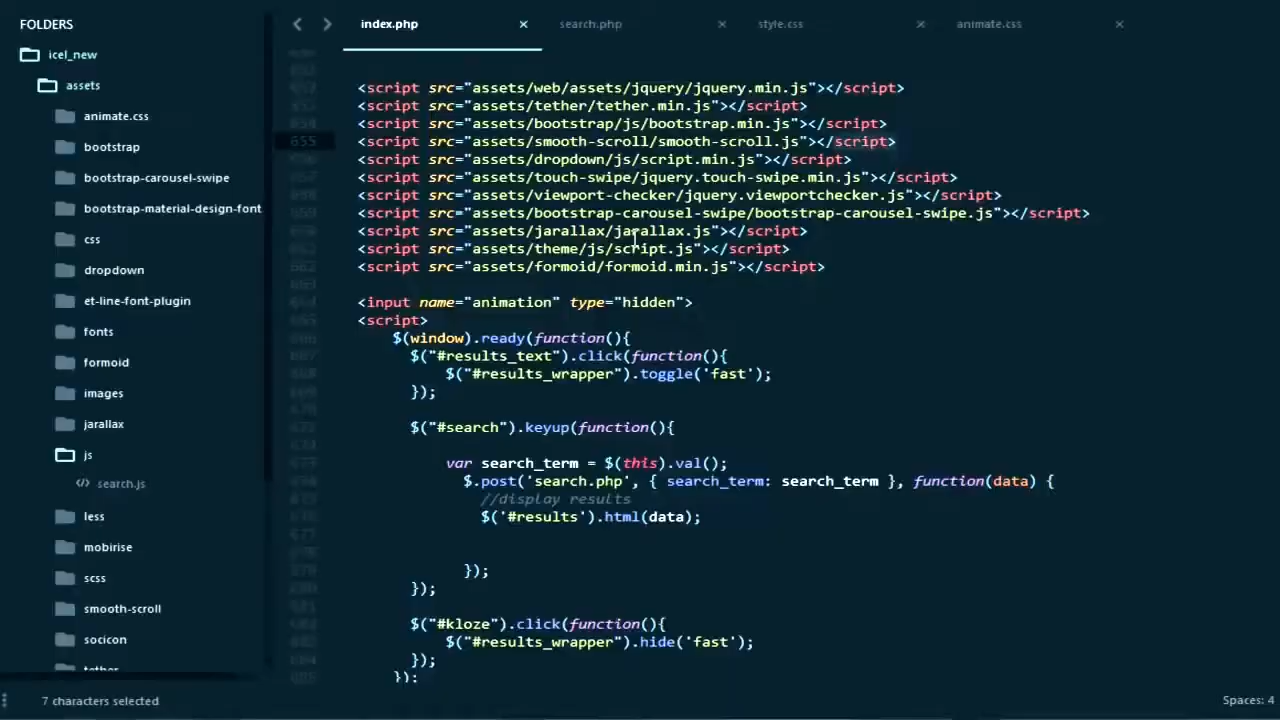 FOLDERS
icel_new
assets
animate.css
bootstrap
bootstrap-carousel-swipe
bootstrap-material-design-font
css
dropdown
et-line-font-plugin
fonts
formoid
images
jarallax
js
search.js
less
mobirise
scss
smooth-scroll
socicon
tether
7 characters selected
index.php
search.php
style.css
animate.css
<script src="assets/web/assets/jquery/jquery.min.js"></script>
<script src="assets/tether/tether.min.js"></script>
<script src="assets/bootstrap/js/bootstrap.min.js"></script>
655 <script src="assets/smooth-scroll/smooth-scroll.js"></script>
<script src="assets/dropdown/js/script.min.js"></script>
<script src="assets/touch-swipe/jquery.touch-swipe.min.js"></script>
<script src="assets/viewport-checker/jquery.viewportchecker.js"></script>
<script src="assets/bootstrap-carousel-swipe/bootstrap-carousel-swipe.js"></script>
<script src="assets/jarallax/jarallax.js"></script>
<script src="assets/theme/js/script.js"></script>
<script src="assets/formoid/formoid.min.js"></script>
<input name="animation" type="hidden">
<script>
$(window).ready(function(){
$("#results_text").click(function(){
$("#results_wrapper").toggle('fast');
});
$("#search").keyup(function(){
var search_term = $(this).val();
$.post('search.php', { search_term: search_term }, function(data) {
//display results
$('#results').html(data);
});
});
$("#kloze").click(function(){
$("#results_wrapper").hide('fast');
});
});
Spaces: 4